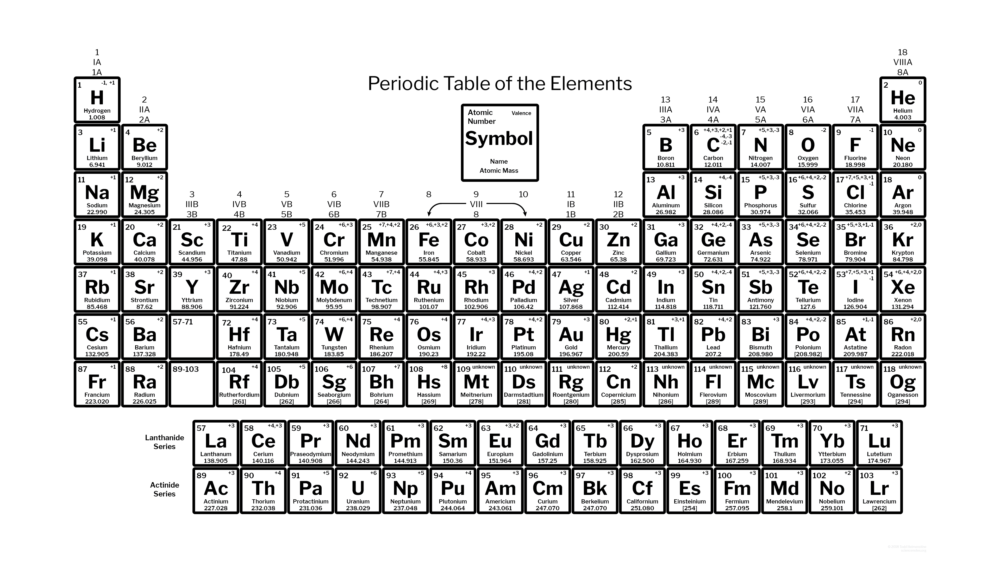 Periodic Table of the Elements
1
IA
1A
18
VIIIA
8A
2
IIA
2A
13
IIIA
3A
14
IVA
4A
15
VA
5A
16
VIA
6A
17
VIIA
7A
Atomic Valence
Number
Symbol
Name
Atomic Mass
3
IIIB
3B
4
IVB
4B
5
VB
5B
6
VIB
6B
7
VIIB
7B
8 9 10
VIII
8
11
IB
1B
12
IIB
2B
1 -1, +1
H
Hydrogen
1.008
2 0
He
Helium
4.003
3 +1
Li
Lithium
6.941
4 +2
Be
Beryllium
9.012
5 +3
B
Boron
10.811
6 +4,+3,+2,+1
-4,-3
C -2,-1
Carbon
12.011
7 +5,+3,-3
N
Nitrogen
14.007
8 -2
O
Oxygen
15.999
9 -1
F
Fluorine
18.998
10 0
Ne
Neon
20.180
11 +1
Na
Sodium
22.990
12 +2
Mg
Magnesium
24.305
13 +3
Al
Aluminum
26.982
14 +4,-4
Si
Silicon
28.086
15 +5,+3,-3
P
Phosphorus
30.974
16 +6,+4,+2,-2
S
Sulfur
32.066
17 +7,+5,+3,+1
-1
Cl
Chlorine
35.453
18 0
Ar
Argon
39.948
19 +1
K
Potassium
39.098
20 +2
Ca
Calcium
40.078
21 +3
Sc
Scandium
44.956
22 +4
Ti
Titanium
47.88
23 +5
V
Vanadium
50.942
24 +6,+3
Cr
Chromium
51.996
25 +7,+4,+2
Mn
Manganese
54.938
26 +6,+3,+2
Fe
Iron
55.845
27 +3,+2
Co
Cobalt
58.933
28 +2
Ni
Nickel
58.693
29 +2
Cu
Copper
63.546
30 +2
Zn
Zinc
65.38
31 +3
Ga
Gallium
69.723
32 +4,+2,-4
Ge
Germanium
72.631
33 +5,+3,-3
As
Arsenic
74.922
34 +6,+4,+2,-2
Se
Selenium
78.971
35 +5,+3,+1,-1
Br
Bromine
79.904
36 +2,0
Kr
Krypton
84.798
37 +1
Rb
Rubidium
85.468
38 +2
Sr
Strontium
87.62
39 +3
Y
Yttrium
88.906
40 +4
Zr
Zirconium
91.224
41 +5
Nb
Niobium
92.906
42 +6,+4
Mo
Molybdenum
95.95
43 +7,+4
Tc
Technetium
98.907
44 +4,+3
Ru
Ruthenium
101.07
45 +3
Rh
Rhodium
102.906
46 +4,+2
Pd
Palladium
106.42
47 +1
Ag
Silver
107.868
48 +2
Cd
Cadmium
112.414
49 +3
In
Indium
114.818
50 +4,+2,-4
Sn
Tin
118.711
51 +5,+3,-3
Sb
Antimony
121.760
52 +6,+4,+2,-2
Te
Tellurium
127.6
53 +7,+5,+3,+1
-1
I
Iodine
126.904
54 +6,+4,+2,0
Xe
Xenon
131.294
55 +1
Cs
Cesium
132.905
56 +2
Ba
Barium
137.328
57-71
72 +4
Hf
Hafnium
178.49
73 +5
Ta
Tantalum
180.948
74 +6,+4
W
Tungsten
183.85
75 +4
Re
Rhenium
186.207
76 +4
Os
Osmium
190.23
77 +4,+3
Ir
Iridium
192.22
78 +4,+2
Pt
Platinum
195.08
79 +3
Au
Gold
196.967
80 +2,+1
Hg
Mercury
200.59
81 +3,+1
Tl
Thallium
204.383
82 +4,+2
Pb
Lead
207.2
83 +3
Bi
Bismuth
208.980
84 +4,+2,-2
Po
Polonium
[208.982]
85 +1,-1
At
Astatine
209.987
86 +2,0
Rn
Radon
222.018
87 +1
Fr
Francium
223.020
88 +2
Ra
Radium
226.025
89-103
104 +4
Rf
Rutherfordium
[261]
105 +5
Db
Dubnium
[262]
106 +6
Sg
Seaborgium
[266]
107 +7
Bh
Bohrium
[264]
108 +8
Hs
Hassium
[269]
109 unknown
Mt
Meitnerium
[278]
110 unknown
Ds
Darmstadtium
[281]
111 unknown
Rg
Roentgenium
[280]
112 +2
Cn
Copernicium
[285]
113 unknown
Nh
Nihonium
[286]
114 unknown
Fl
Flerovium
[289]
115 unknown
Mc
Moscovium
[289]
116 unknown
Lv
Livermorium
[293]
117 unknown
Ts
Tennessine
[294]
118 unknown
Og
Oganesson
[294]
Lanthanide
Series
57 +3
La
Lanthanum
138.905
58 +4,+3
Ce
Cerium
140.116
59 +3
Pr
Praseodymium
140.908
60 +3
Nd
Neodymium
144.243
61 +3
Pm
Promethium
144.913
62 +3
Sm
Samarium
150.36
63 +3,+2
Eu
Europium
151.964
64 +3
Gd
Gadolinium
157.25
65 +3
Tb
Terbium
158.925
66 +3
Dy
Dysprosium
162.500
67 +3
Ho
Holmium
164.930
68 +3
Er
Erbium
167.259
69 +3
Tm
Thulium
168.934
70 +3
Yb
Ytterbium
173.055
71 +3
Lu
Lutetium
174.967
Actinide
Series
89 +3
Ac
Actinium
227.028
90 +4
Th
Thorium
232.038
91 +5
Pa
Protactinium
231.036
92 +6
U
Uranium
238.029
93 +5
Np
Neptunium
237.048
94 +4
Pu
Plutonium
244.064
95 +3
Am
Americium
243.061
96 +3
Cm
Curium
247.070
97 +3
Bk
Berkelium
247.070
98 +3
Cf
Californium
251.080
99 +3
Es
Einsteinium
[254]
100 +3
Fm
Fermium
257.095
101 +3
Md
Mendelevium
258.1
102 +2
No
Nobelium
259.101
103 +3
Lr
Lawrencium
[262]
© 2018 Todd Helmenstine
sciencenotes.org